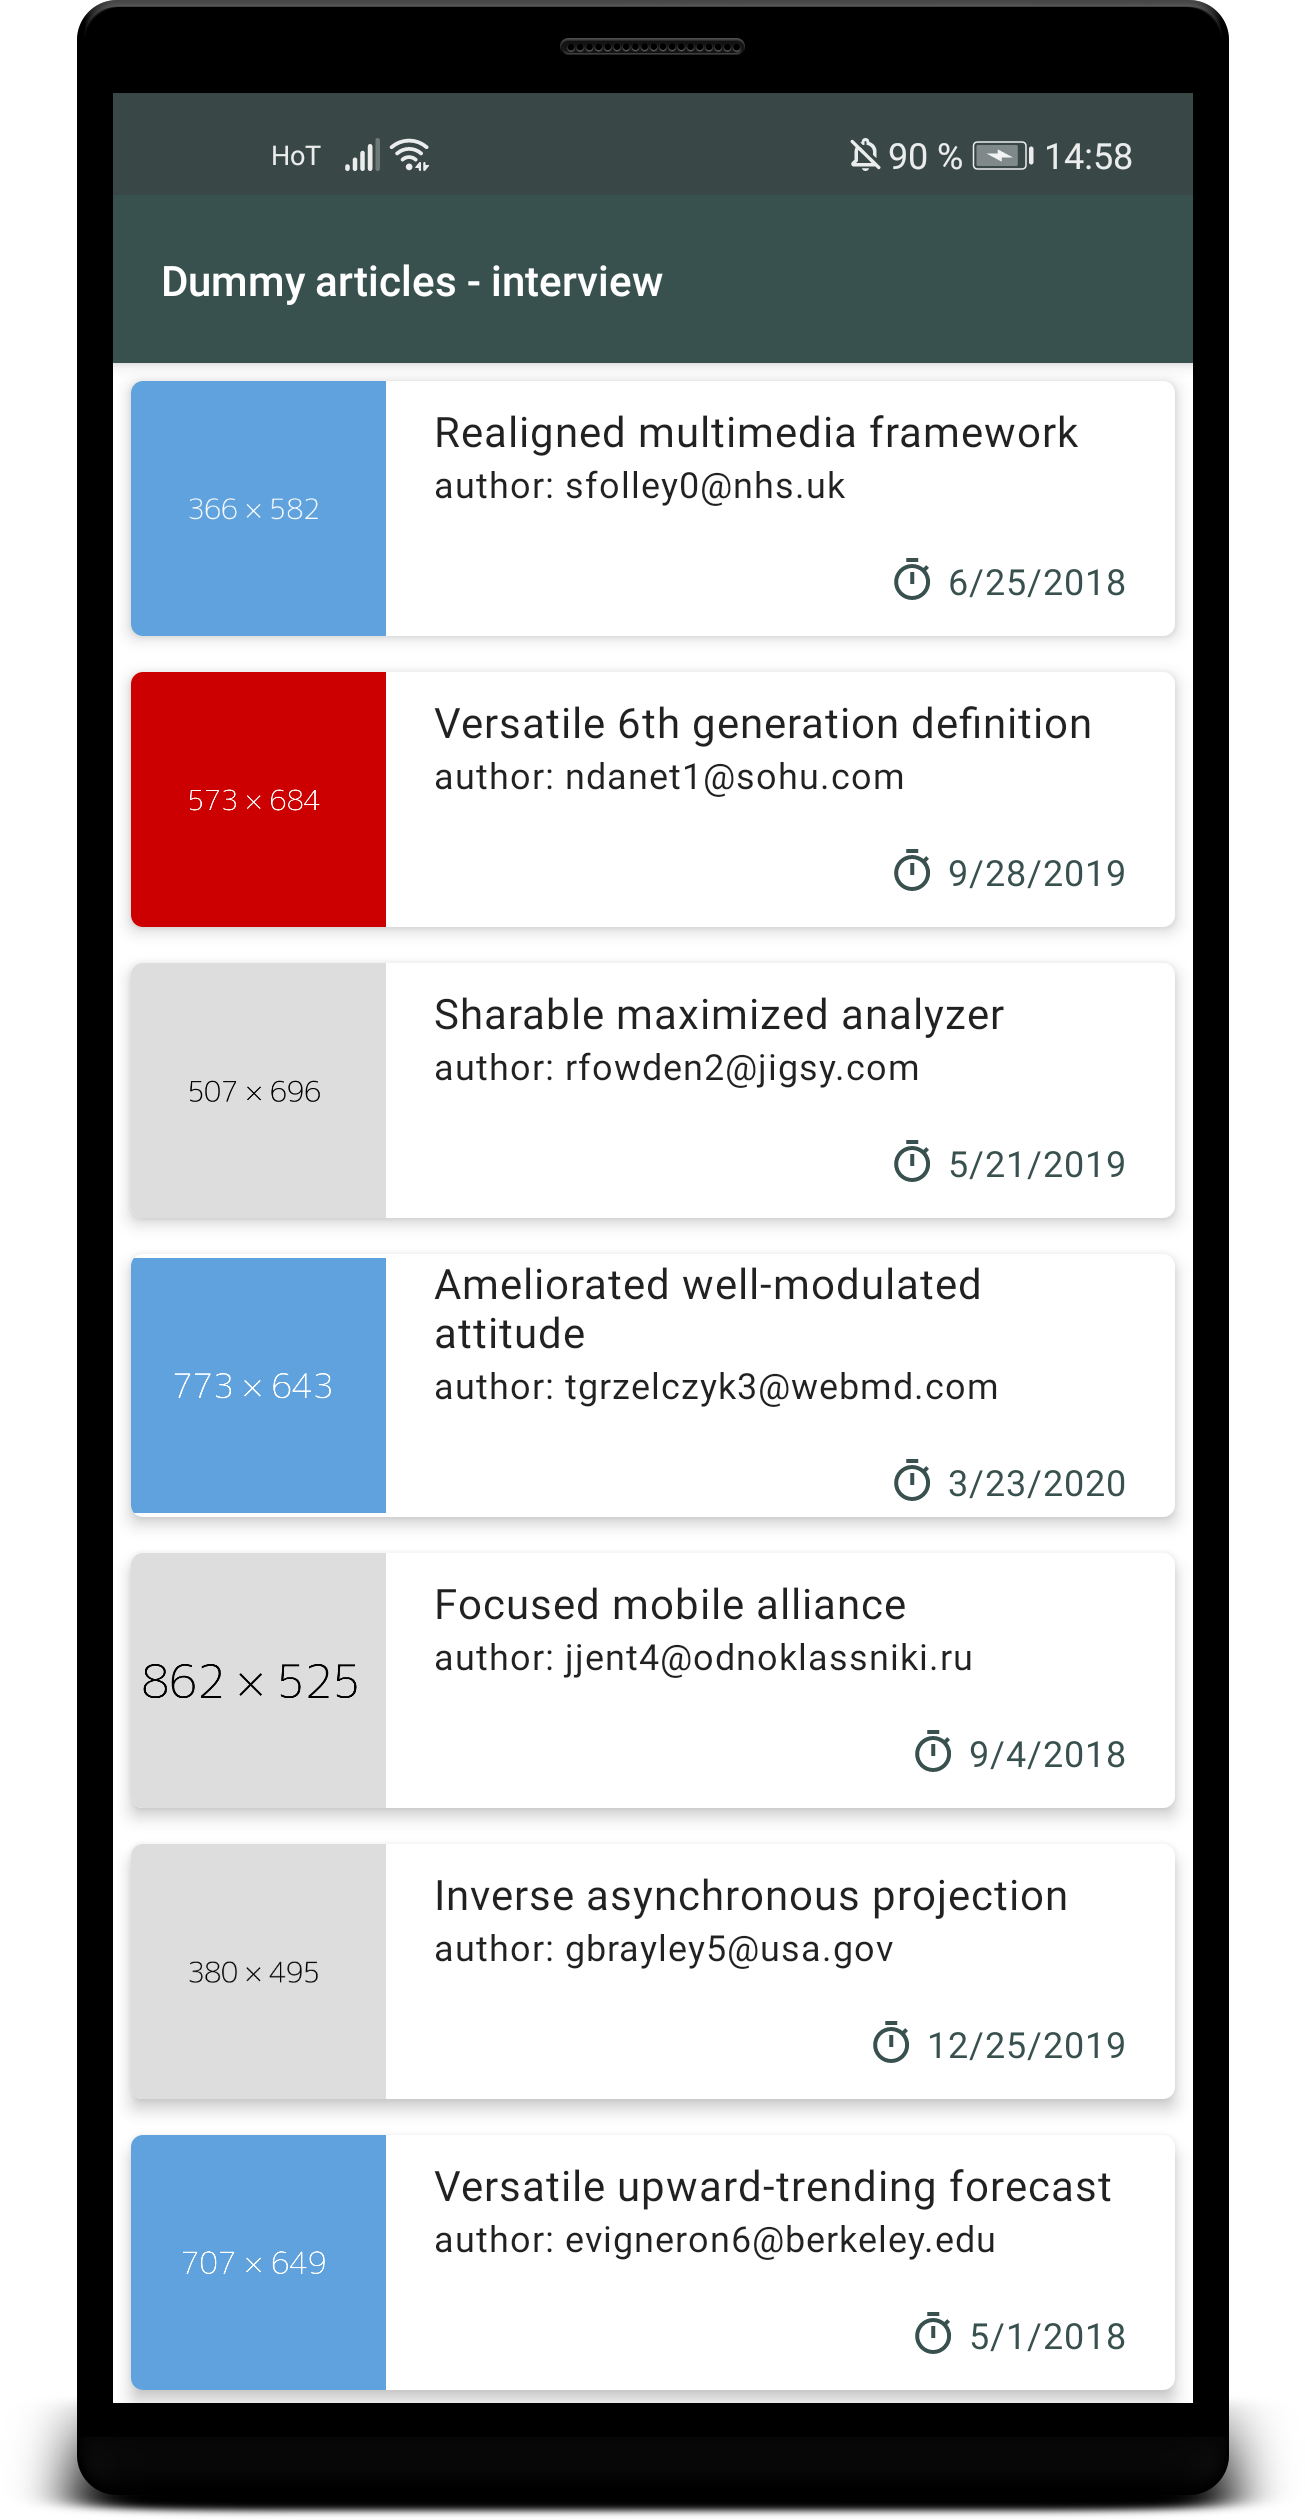 HoT 90 % 14:58
Dummy articles - interview
366 × 582
Realigned multimedia framework
author: sfolley0@nhs.uk
6/25/2018
573 × 684
Versatile 6th generation definition
author: ndanet1@sohu.com
9/28/2019
507 × 696
Sharable maximized analyzer
author: rfowden2@jigsy.com
5/21/2019
773 × 643
Ameliorated well-modulated
attitude
author: tgrzelczyk3@webmd.com
3/23/2020
862 × 525
Focused mobile alliance
author: jjent4@odnoklassniki.ru
9/4/2018
380 × 495
Inverse asynchronous projection
author: gbrayley5@usa.gov
12/25/2019
707 × 649
Versatile upward-trending forecast
author: evigneron6@berkeley.edu
5/1/2018